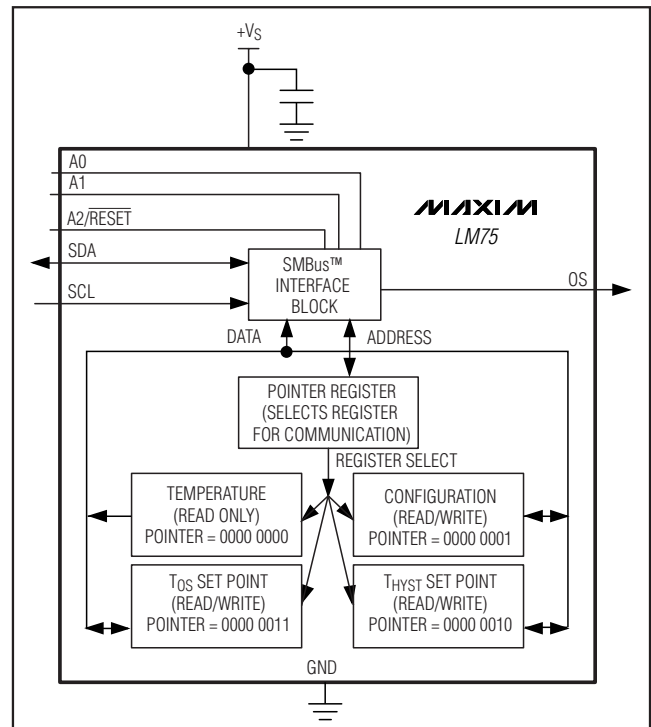 +VS
A0
A1
A2/RESET
SDA
SCL
MAXIM
LM75
SMBus™
INTERFACE
BLOCK
OS
DATA
ADDRESS
POINTER REGISTER
(SELECTS REGISTER
FOR COMMUNICATION)
REGISTER SELECT
TEMPERATURE
(READ ONLY)
POINTER = 0000 0000
CONFIGURATION
(READ/WRITE)
POINTER = 0000 0001
TOS SET POINT
(READ/WRITE)
POINTER = 0000 0011
THYST SET POINT
(READ/WRITE)
POINTER = 0000 0010
GND